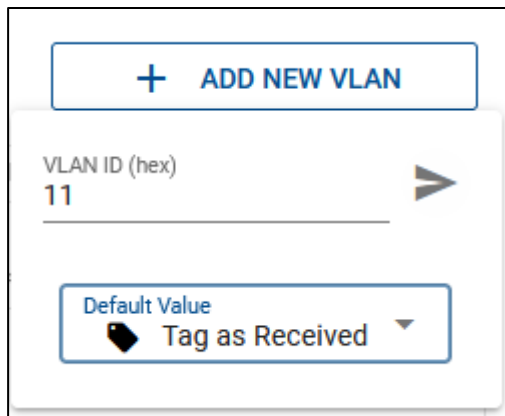 + ADD NEW VLAN
VLAN ID (hex)
11
Default Value
Tag as Received